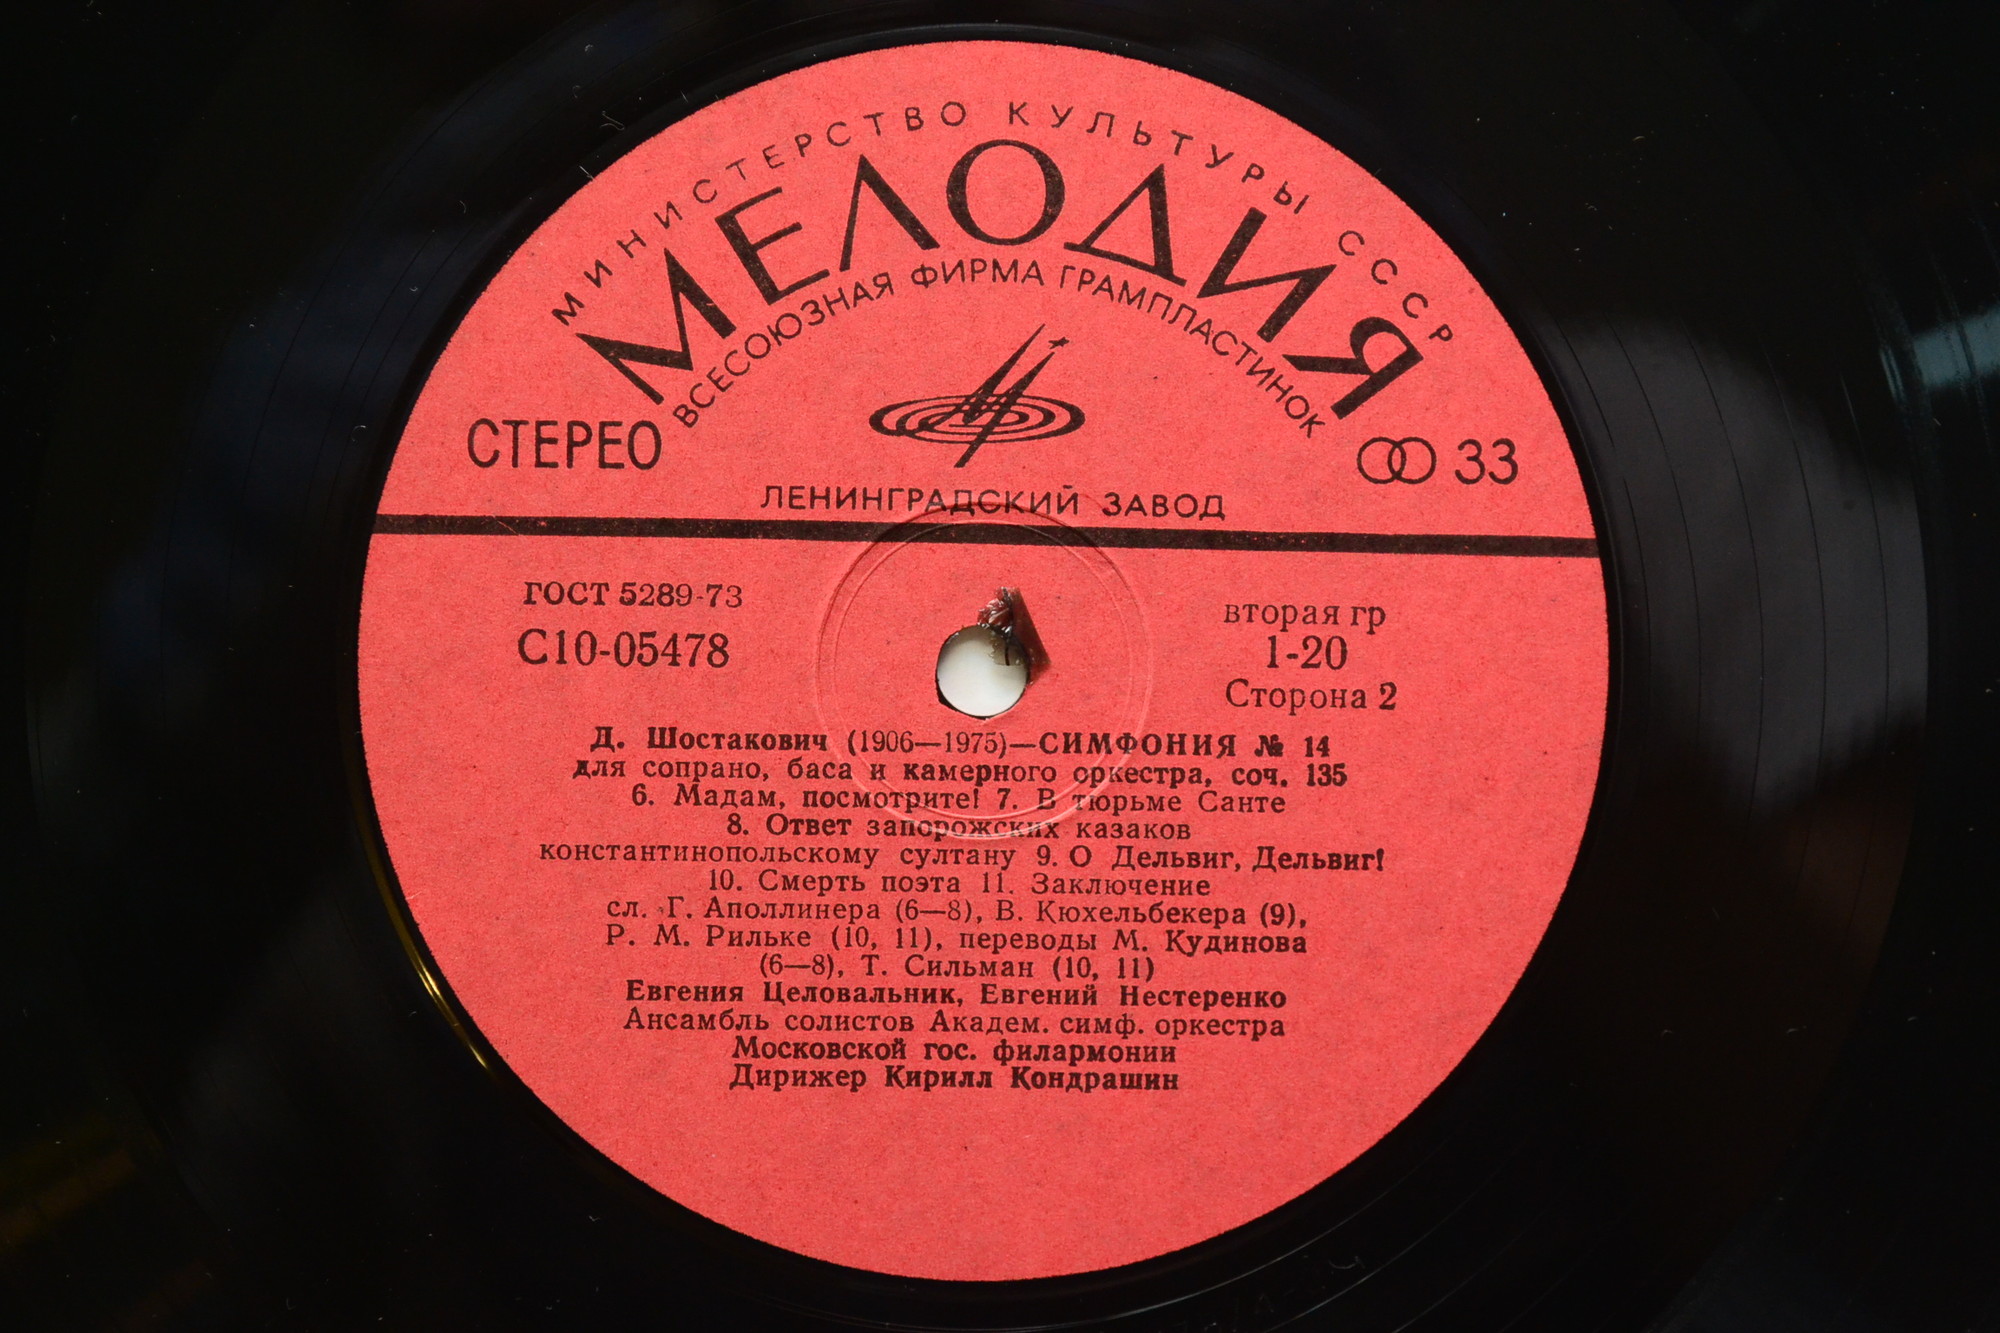 МИНИСТЕРСТВО КУЛЬТУРЫ СССР
МЕЛОДИЯ
ВСЕСОЮЗНАЯ ФИРМА ГРАМПЛАСТИНОК
СТЕРЕО
33
ЛЕНИНГРАДСКИЙ ЗАВОД
ГОСТ 5289-73
С10-05478
вторая гр
1-20
Сторона 2
Д. Шостакович (1906—1975)—СИМФОНИЯ № 14
для сопрано, баса и камерного оркестра, соч. 135
6. Мадам, посмотрите! 7. В тюрьме Санте
8. Ответ запорожских казаков
константинопольскому султану 9. О Дельвиг, Дельвиг!
10. Смерть поэта 11. Заключение
сл. Г. Аполлинера (6—8), В. Кюхельбекера (9),
Р. М. Рильке (10, 11), переводы М. Кудинова
(6—8), Т. Сильман (10, 11)
Евгения Целовальник, Евгений Нестеренко
Ансамбль солистов Академ. симф. оркестра
Московской гос. филармонии
Дирижер Кирилл Кондрашин